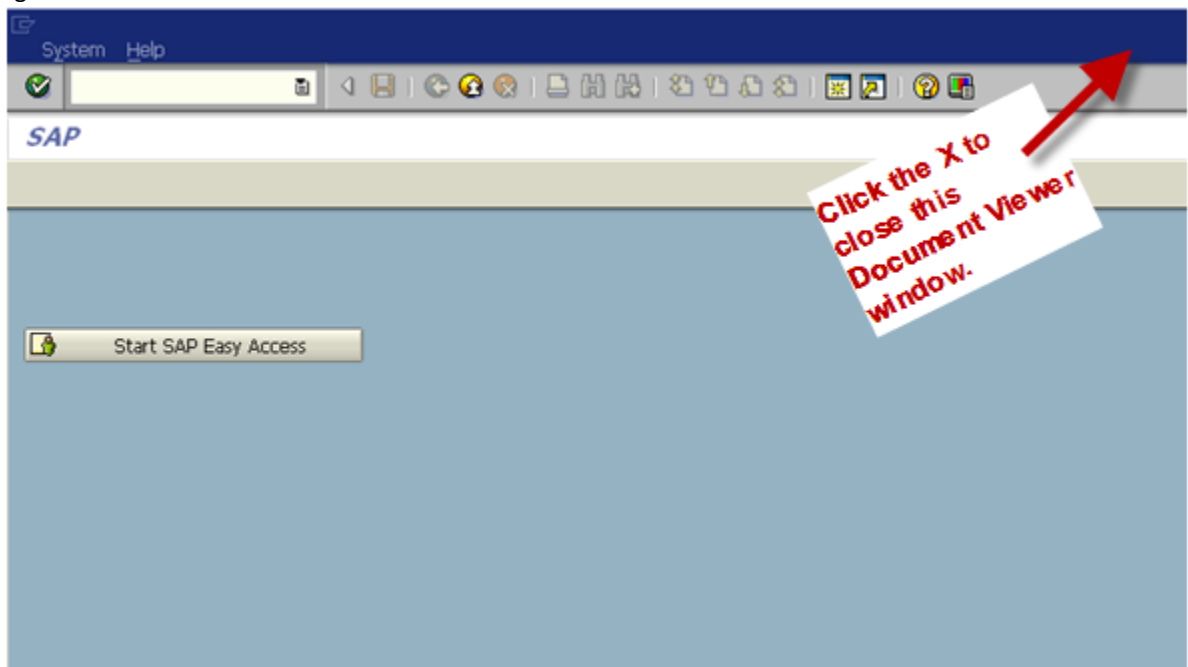 System Help
SAP
Click the X to
close this
Document Viewer
window.
Start SAP Easy Access